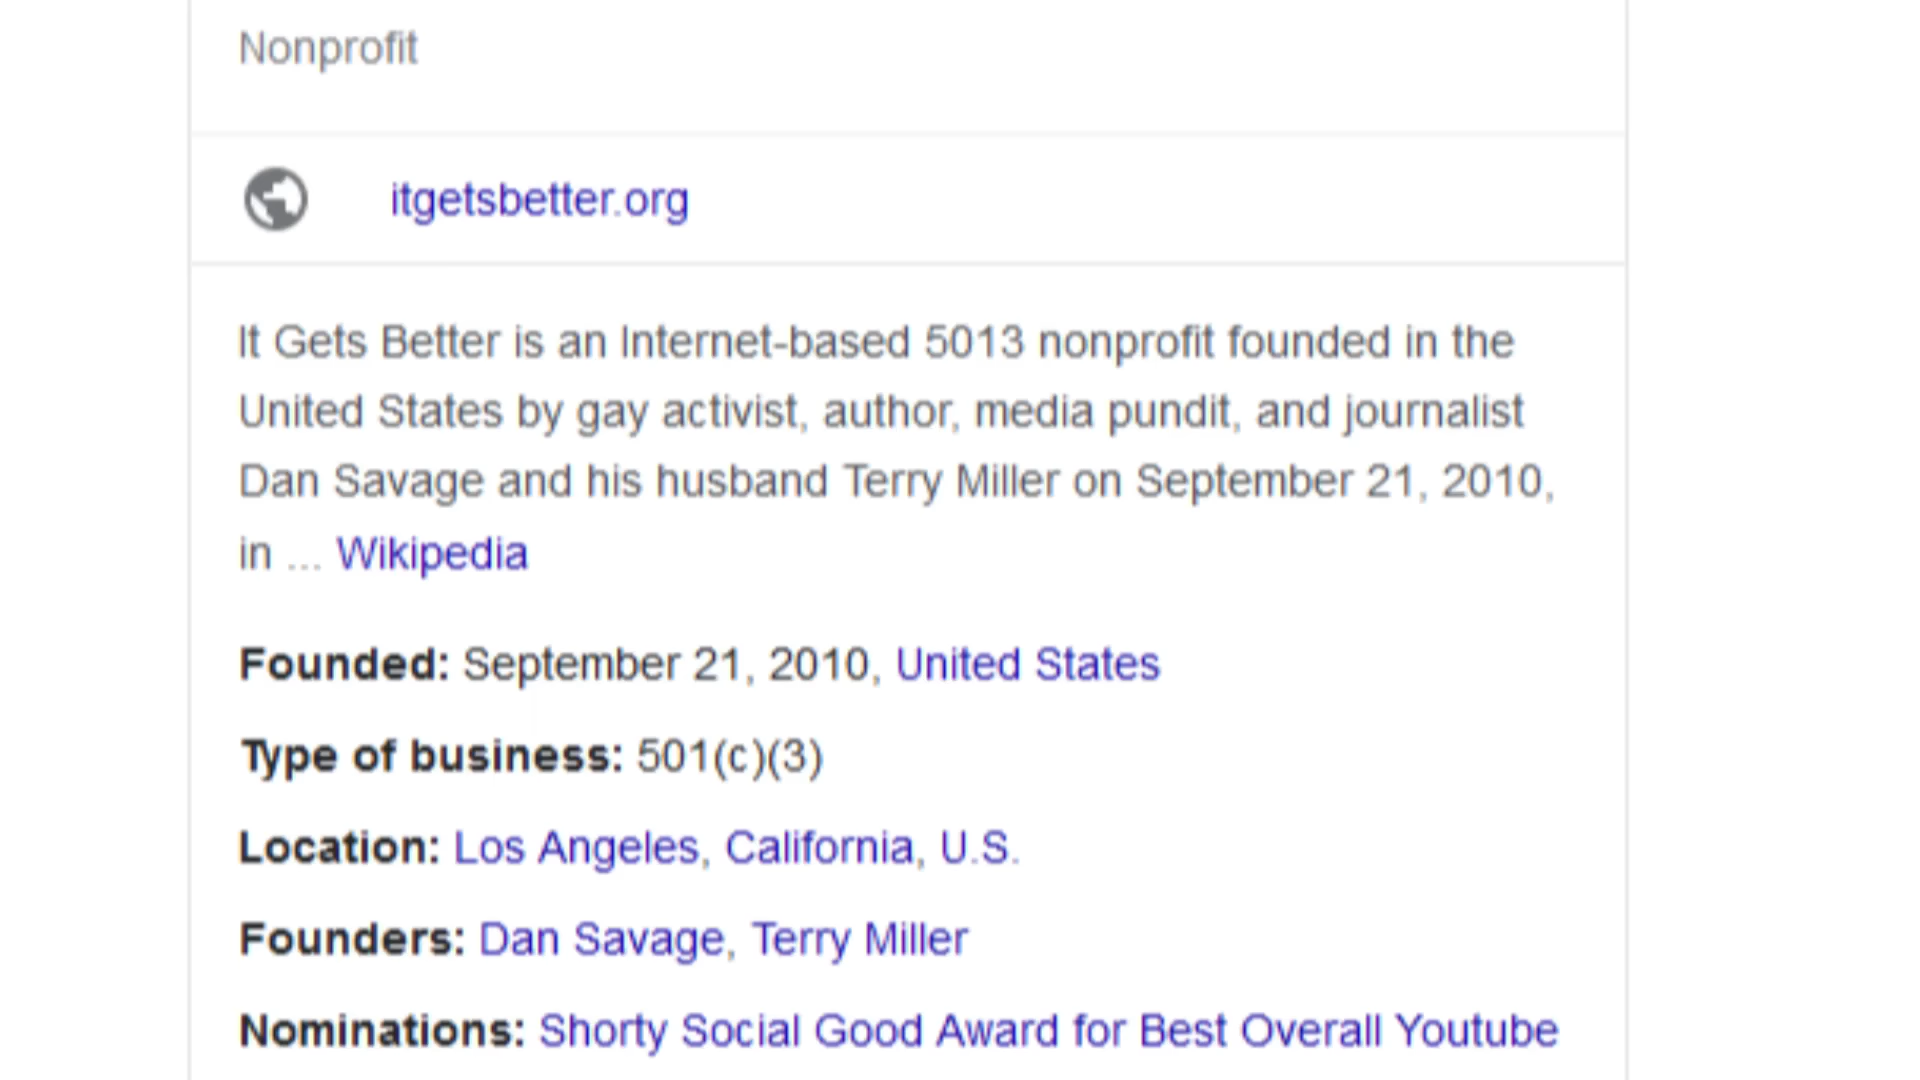 Nonprofit
itgetsbetter.org
It Gets Better is an Internet-based 5013 nonprofit founded in the
United States by gay activist, author, media pundit, and journalist
Dan Savage and his husband Terry Miller on September 21, 2010,
in ... Wikipedia
Founded: September 21, 2010, United States
Type of business: 501(c)(3)
Location: Los Angeles, California, U.S.
Founders: Dan Savage, Terry Miller
Nominations: Shorty Social Good Award for Best Overall Youtube